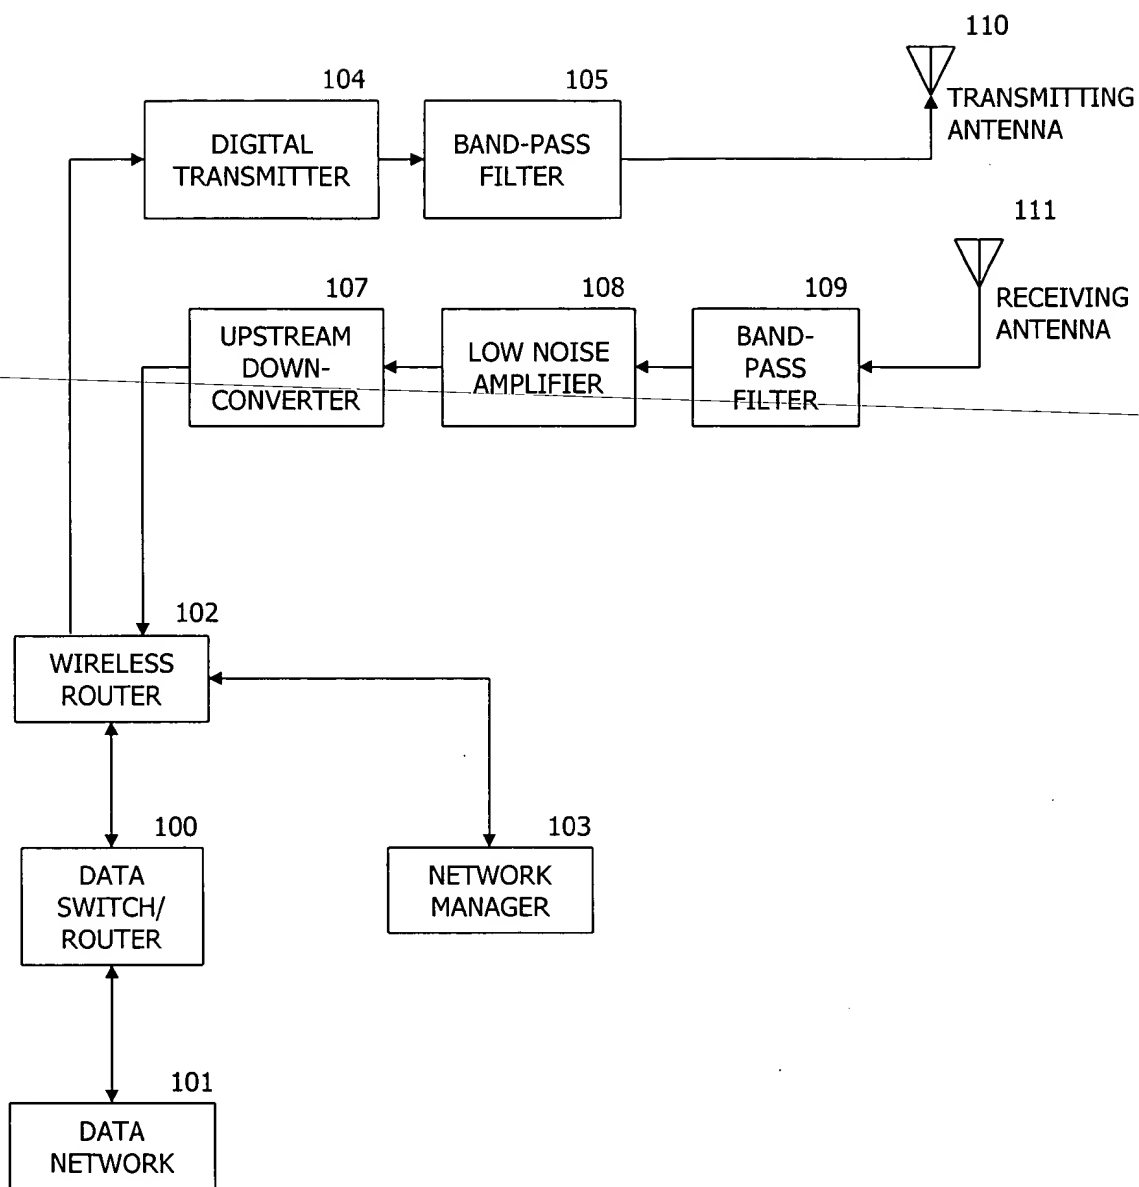 110
104
105
TRANSMITTING
ANTENNA
DIGITAL
TRANSMITTER
BAND-PASS
FILTER
111
RECEIVING
ANTENNA
107
108
109
UPSTREAM
DOWN-
CONVERTER
LOW NOISE
AMPLIFIER
BAND-
PASS
FILTER
102
WIRELESS
ROUTER
100
103
DATA
SWITCH/
ROUTER
NETWORK
MANAGER
101
DATA
NETWORK